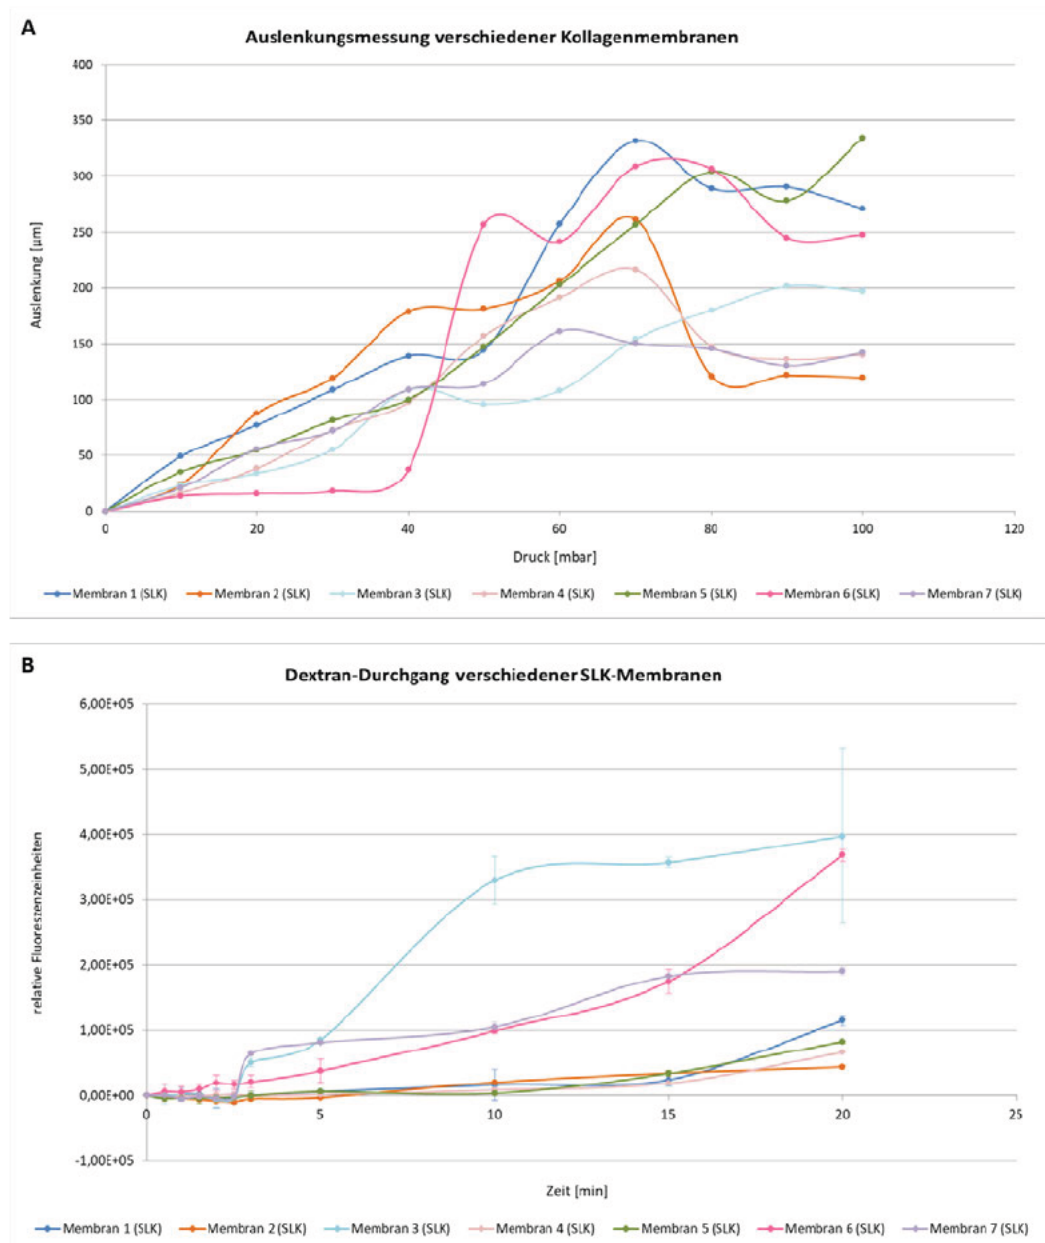 A
Auslenkungsmessung verschiedener Kollagenmembranen
400
350
300
250
200
150
100
50
0
Auslenkung [µm]
0 20 40 60 80 100 120
Druck [mbar]
Membran 1 (SLK) Membran 2 (SLK) Membran 3 (SLK) Membran 4 (SLK) Membran 5 (SLK) Membran 6 (SLK) Membran 7 (SLK)
B
Dextran-Durchgang verschiedener SLK-Membranen
6,00E+05
5,00E+05
4,00E+05
3,00E+05
2,00E+05
1,00E+05
0,00E+00
-1,00E+05
relative Fluoreszenzeinheiten
0 5 10 15 20 25
Zeit [min]
Membran 1 (SLK) Membran 2 (SLK) Membran 3 (SLK) Membran 4 (SLK) Membran 5 (SLK) Membran 6 (SLK) Membran 7 (SLK)